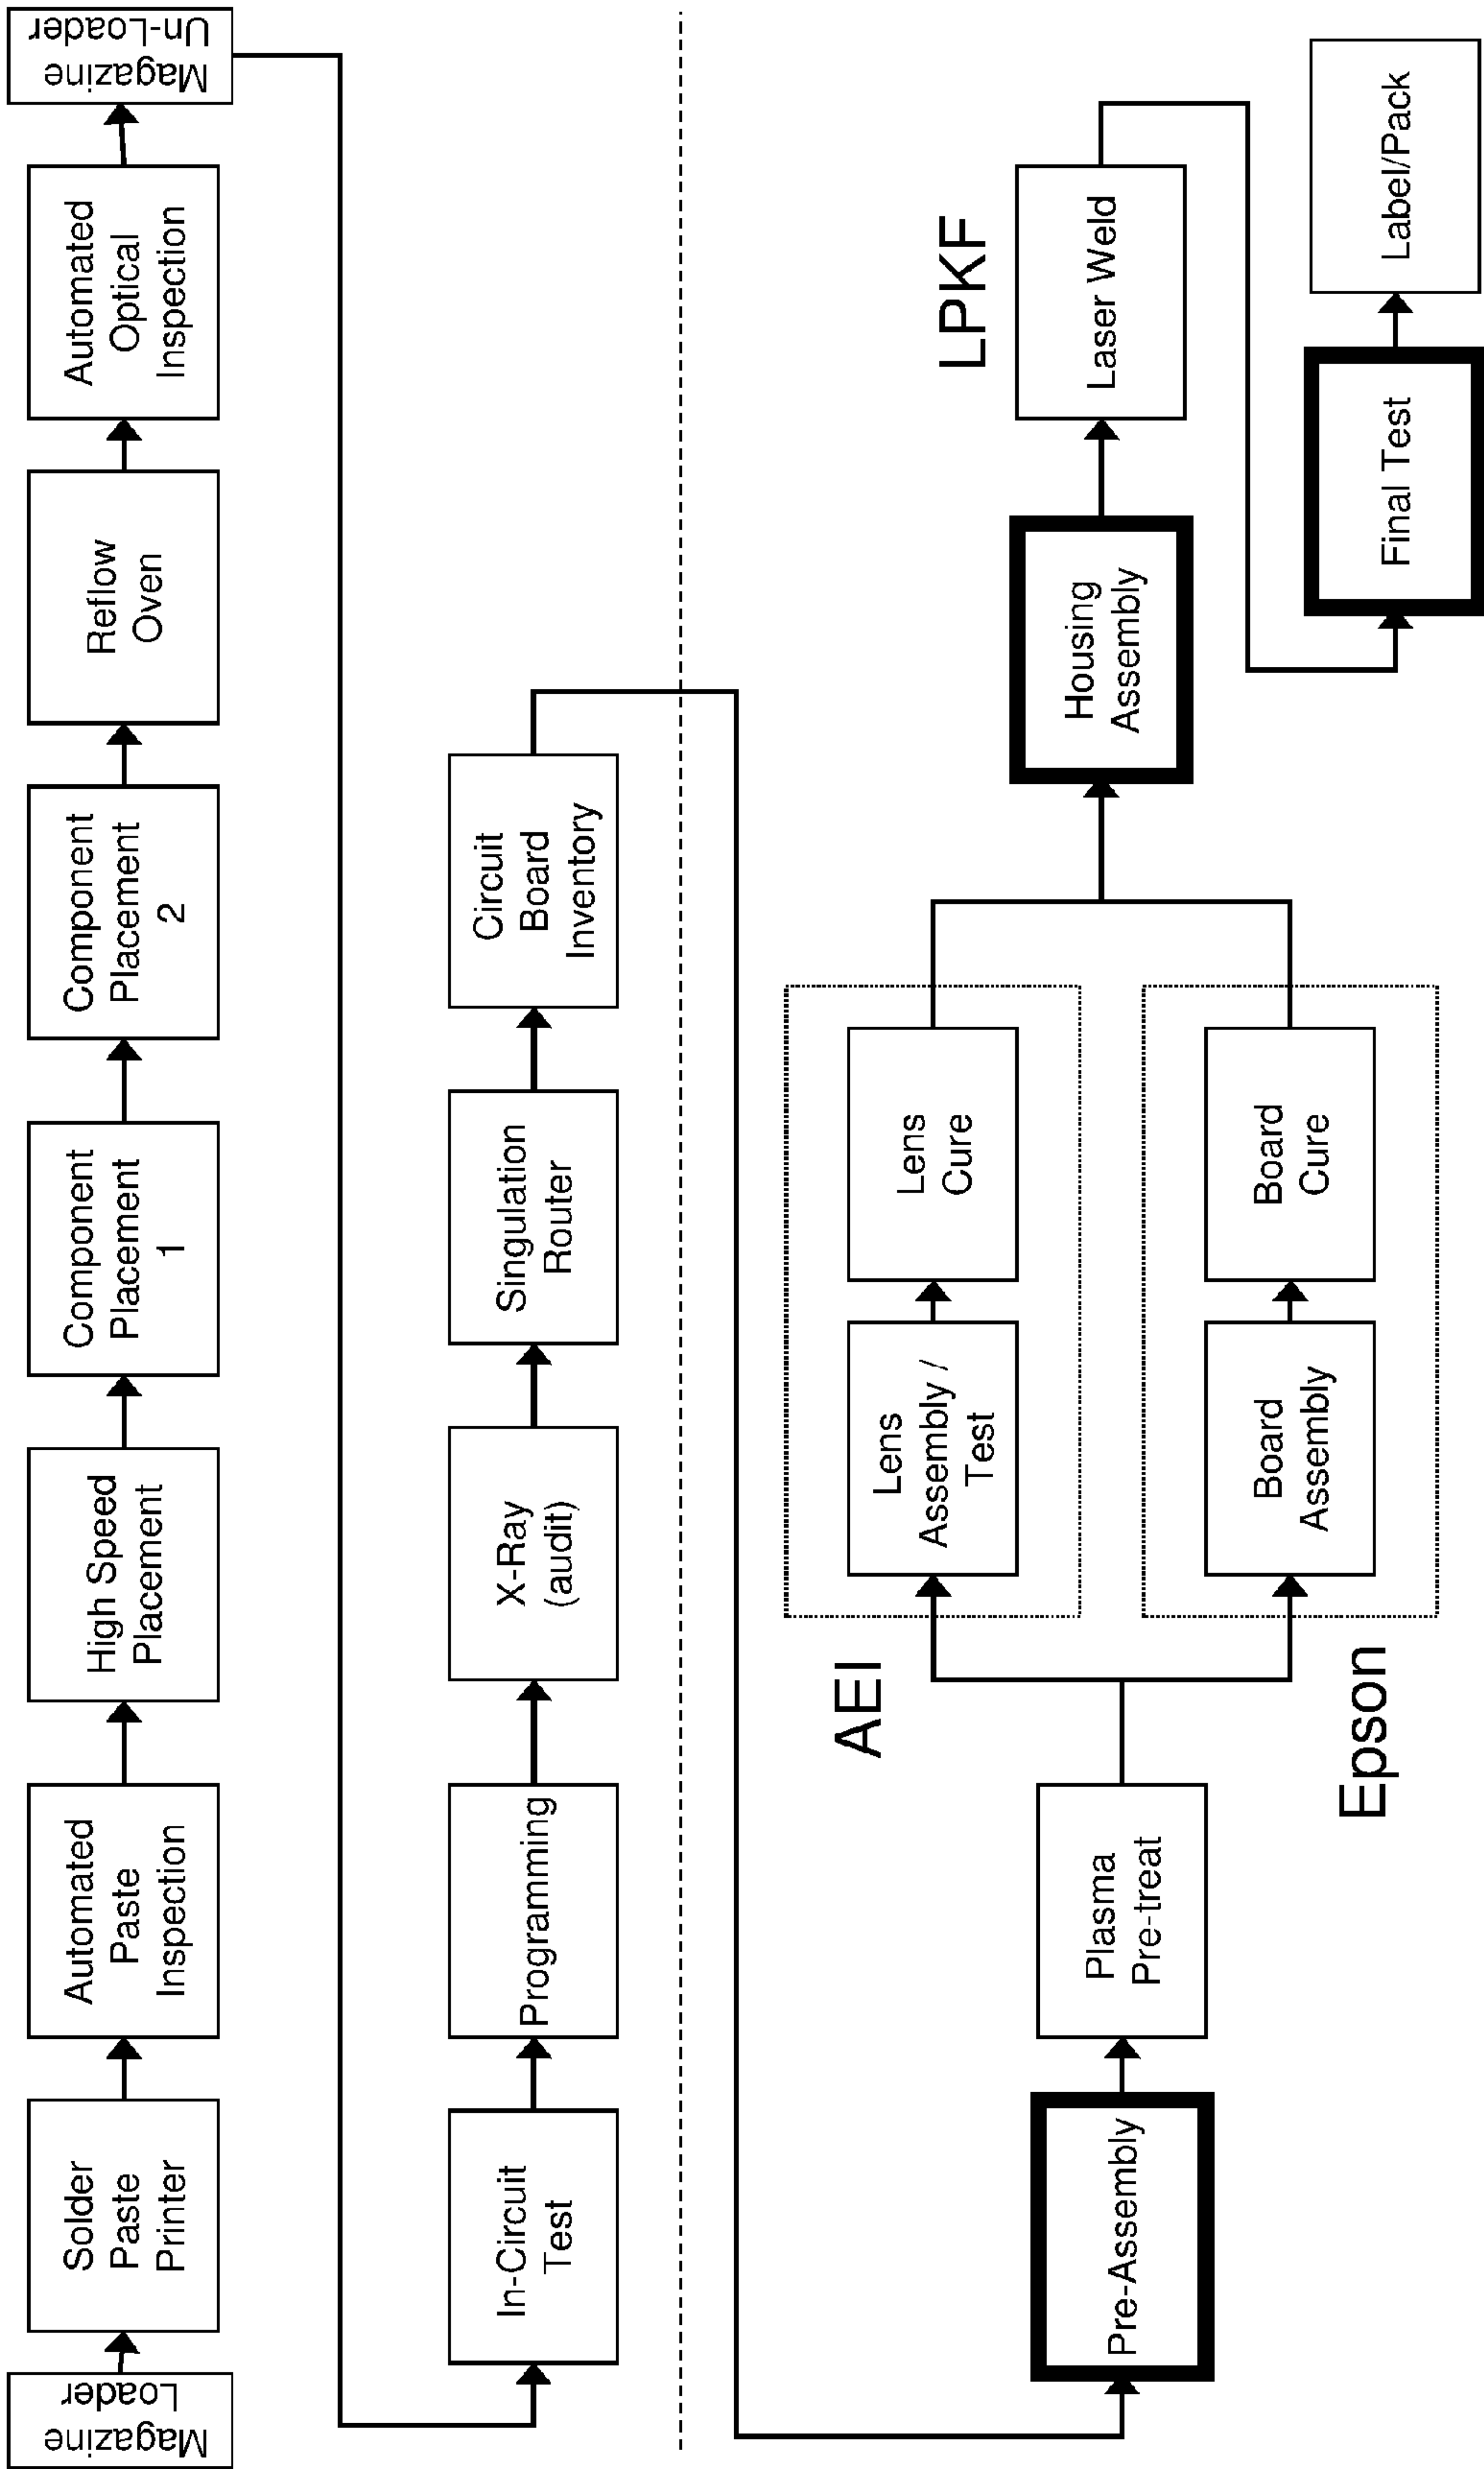 Magazine
Loader
Solder
Paste
Printer
Automated
Paste
Inspection
High Speed
Placement
Component
Placement
1
Component
Placement
2
Reflow
Oven
Automated
Optical
Inspection
Magazine
Un-Loader
In-Circuit
Test
Programming
X-Ray
(audit)
Singulation
Router
Circuit
Board
Inventory
Pre-Assembly
Plasma
Pre-treat
AEI
Lens
Assembly /
Test
Lens
Cure
Epson
Board
Assembly
Board
Cure
Housing
Assembly
LPKF
Laser Weld
Final Test
Label/Pack